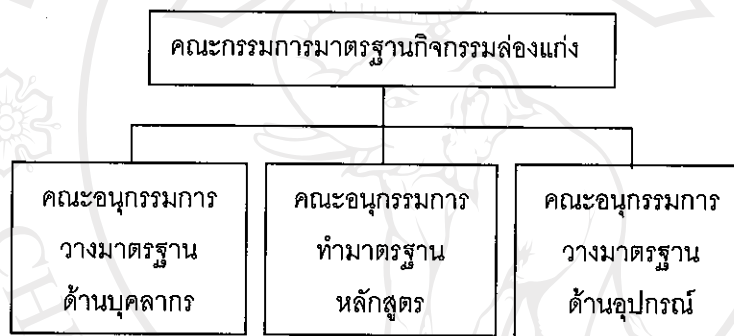 คณะกรรมการมาตรฐานกิจกรรมล่องแก่ง
คณะอนุกรรมการ
วางมาตรฐาน
ด้านบุคลากร
คณะอนุกรรมการ
ทำมาตรฐาน
หลักสูตร
คณะอนุกรรมการ
วางมาตรฐาน
ด้านอุปกรณ์